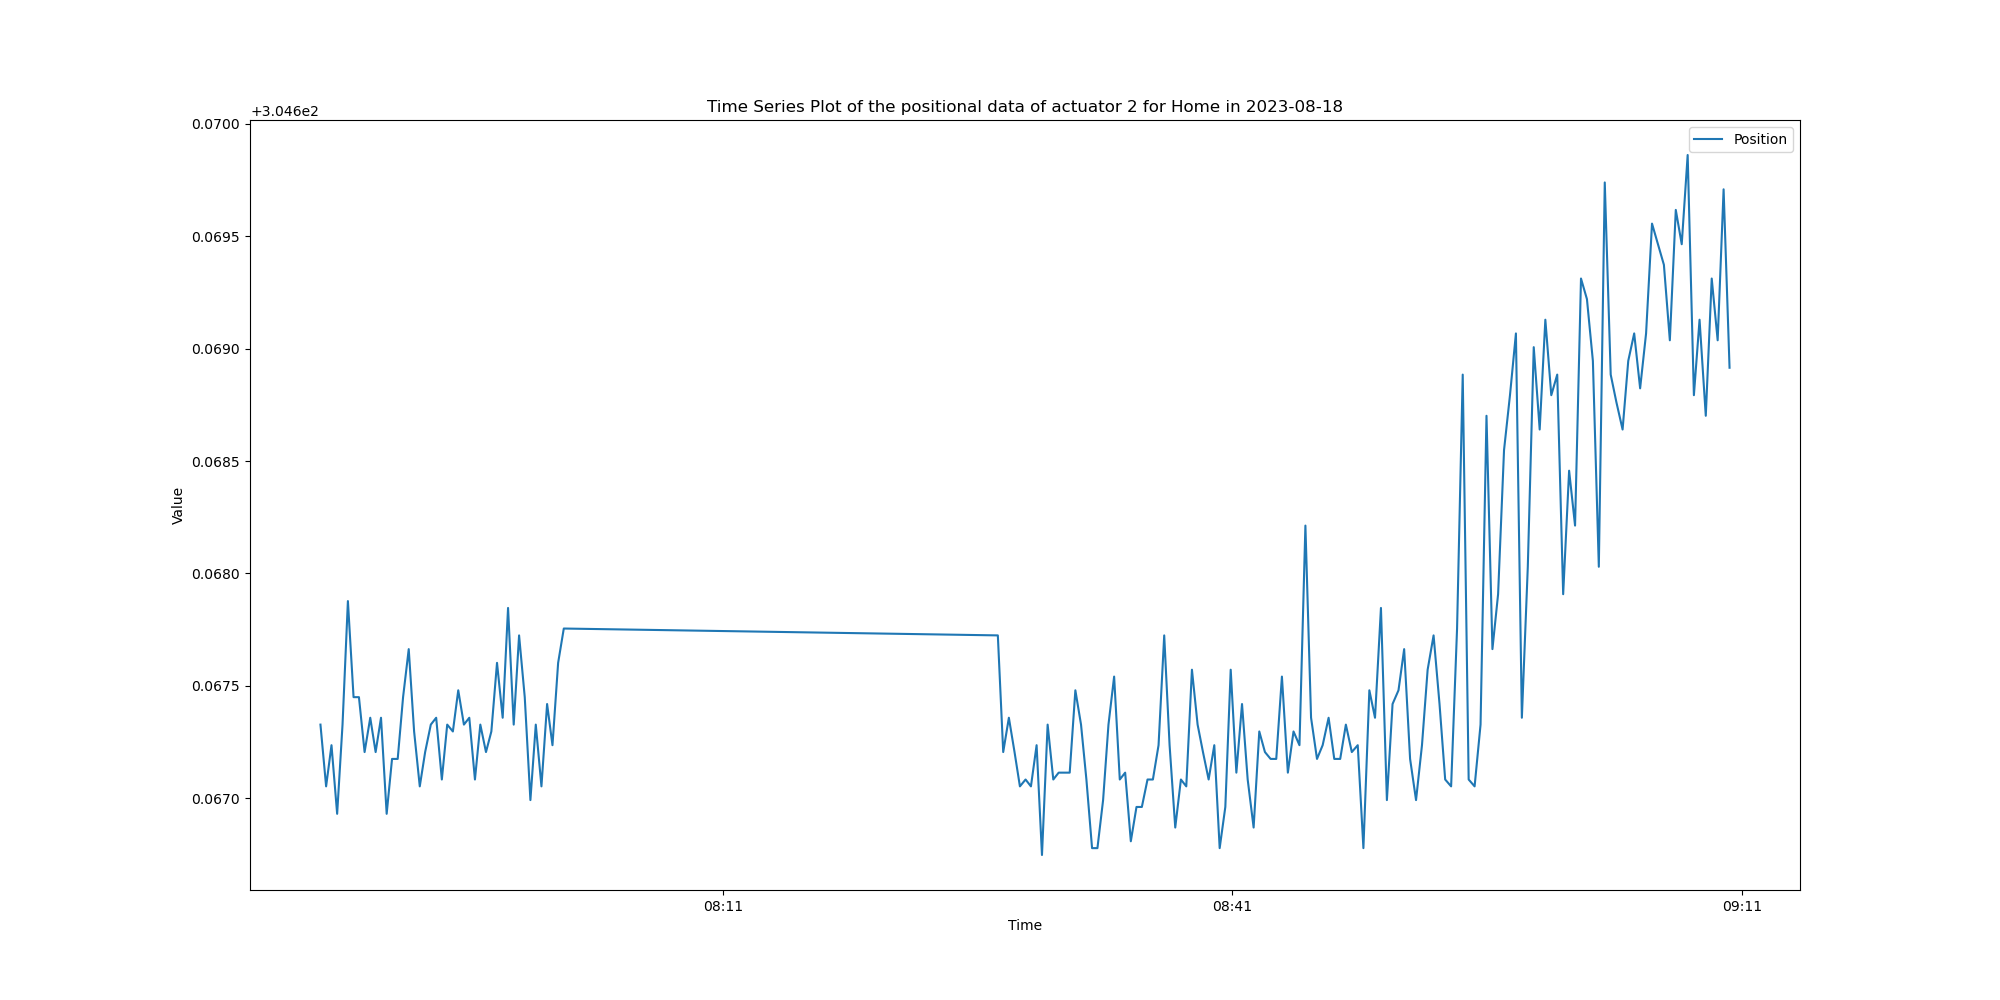 Time Series Plot of the positional data of actuator 2 for Home in 2023-08-18
+3.046e2
Position
0.0700
0.0695
0.0690
0.0685
0.0680
0.0675
0.0670
Value
08:11
08:41
09:11
Time